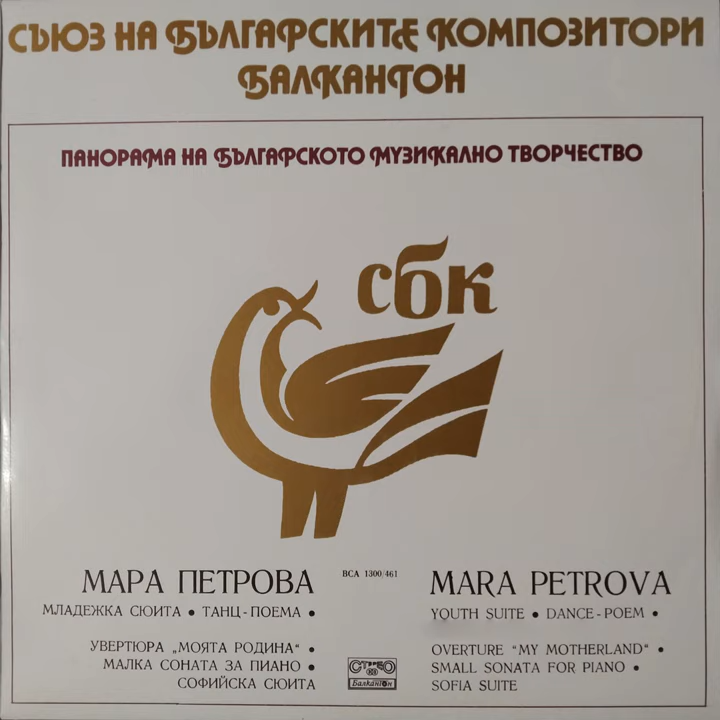 СЪЮЗ НА БЪЛГАРСКИТЕ КОМПОЗИТОРИ
БАЛКАНТОН
ПАНОРАМА НА БЪЛГАРСКОТО МУЗИКАЛНО ТВОРЧЕСТВО
сбк
МАРА ПЕТРОВА
МЛАДЕЖКА СЮИТА • ТАНЦ-ПОЕМА •
УВЕРТЮРА „МОЯТА РОДИНА“ •
МАЛКА СОНАТА ЗА ПИАНО •
СОФИЙСКА СЮИТА
ВСА 1300/461
СТЕРЕО
Балкантон
MARA PETROVA
YOUTH SUITE • DANCE-POEM •
OVERTURE “MY MOTHERLAND“ •
SMALL SONATA FOR PIANO •
SOFIA SUITE